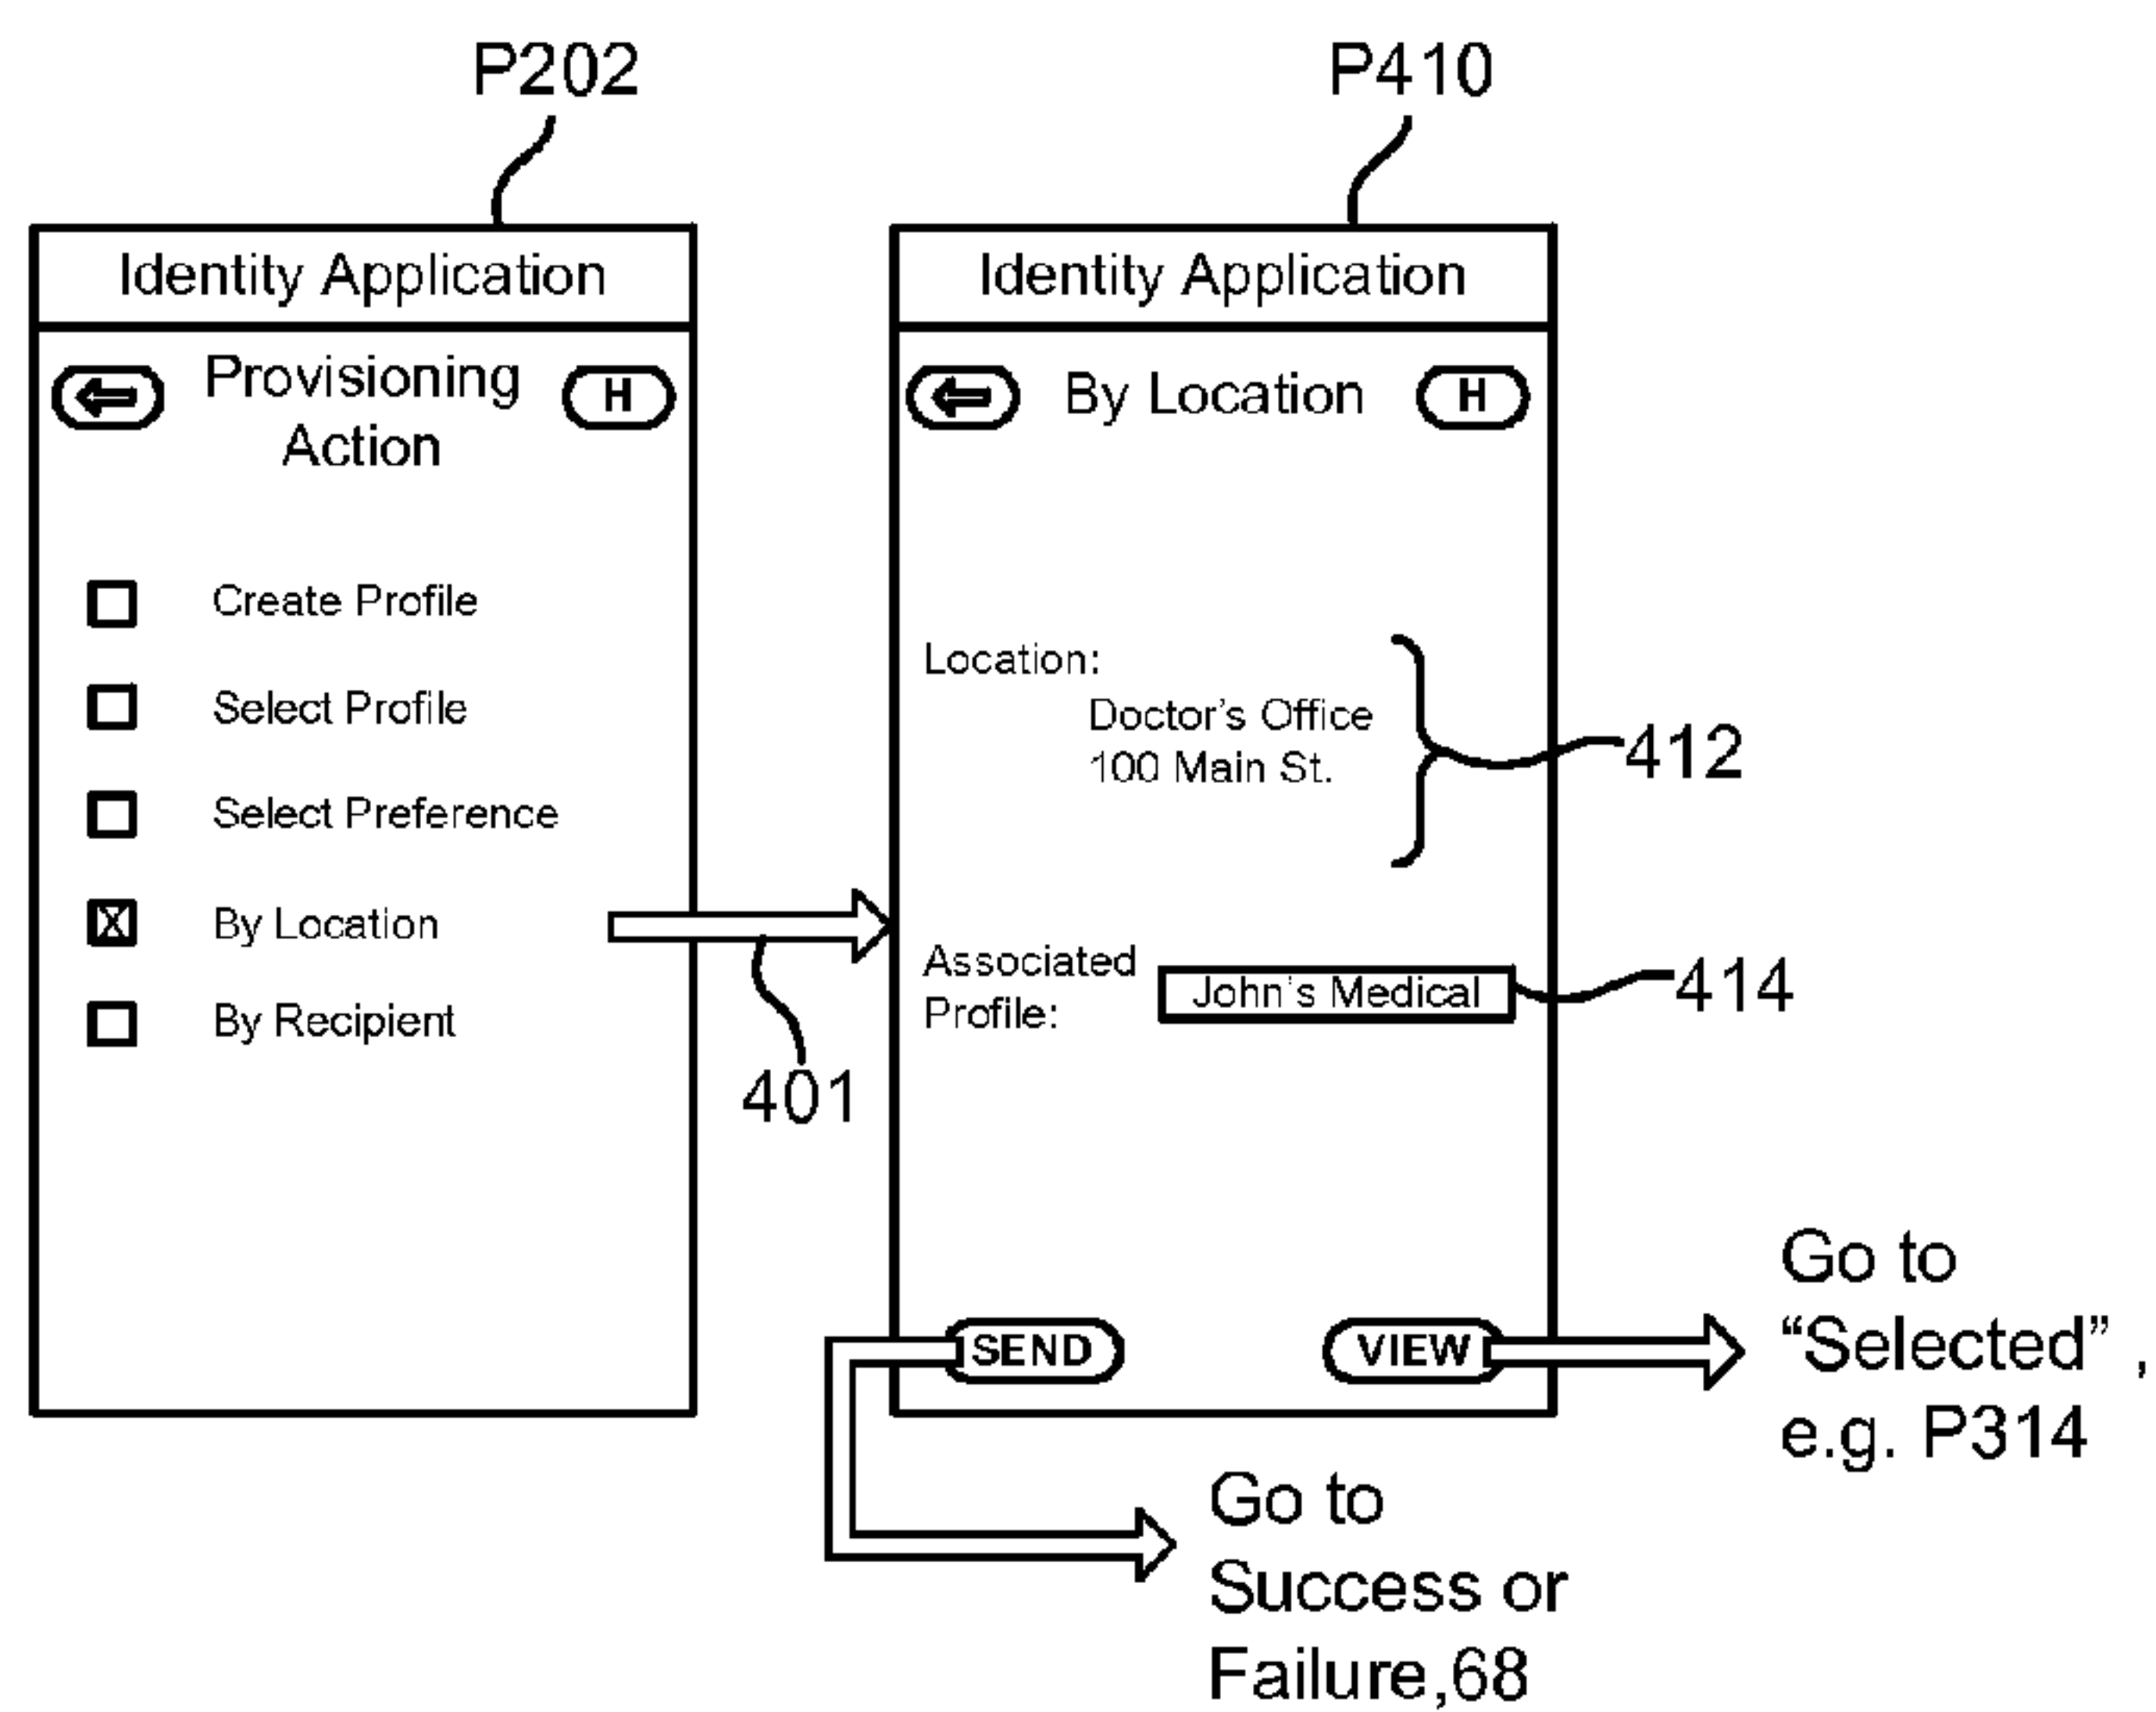 P202
P410
Identity Application
Provisioning
Action
H
Create Profile
Select Profile
Select Preference
X
By Location
By Recipient
401
Identity Application
By Location
H
Location:
Doctor's Office
100 Main St.
412
Associated
Profile:
John's Medical
414
SEND
VIEW
Go to
“Selected” ,
e.g. P314
Go to
Success or
Failure,68